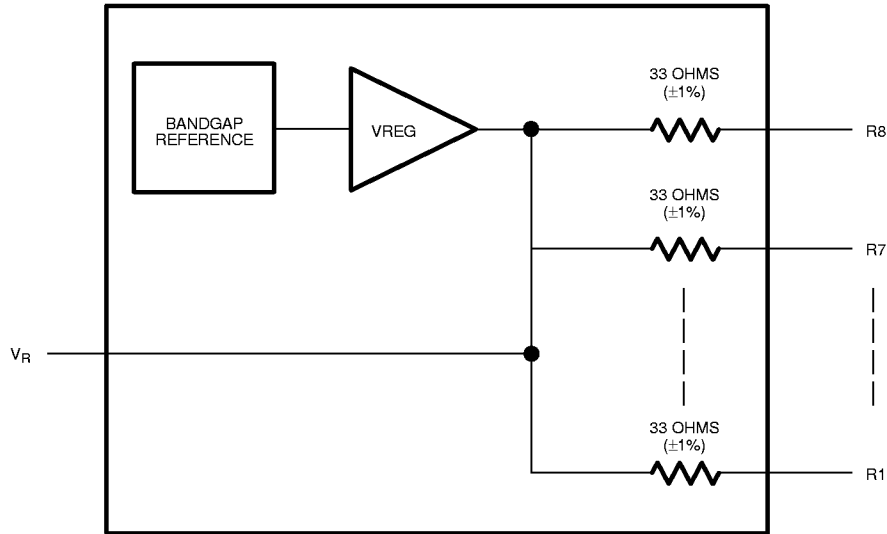 33 OHMS
(±1%)
BANDGAP
REFERENCE
VREG
R8
33 OHMS
(±1%)
R7
VR
33 OHMS
(±1%)
R1